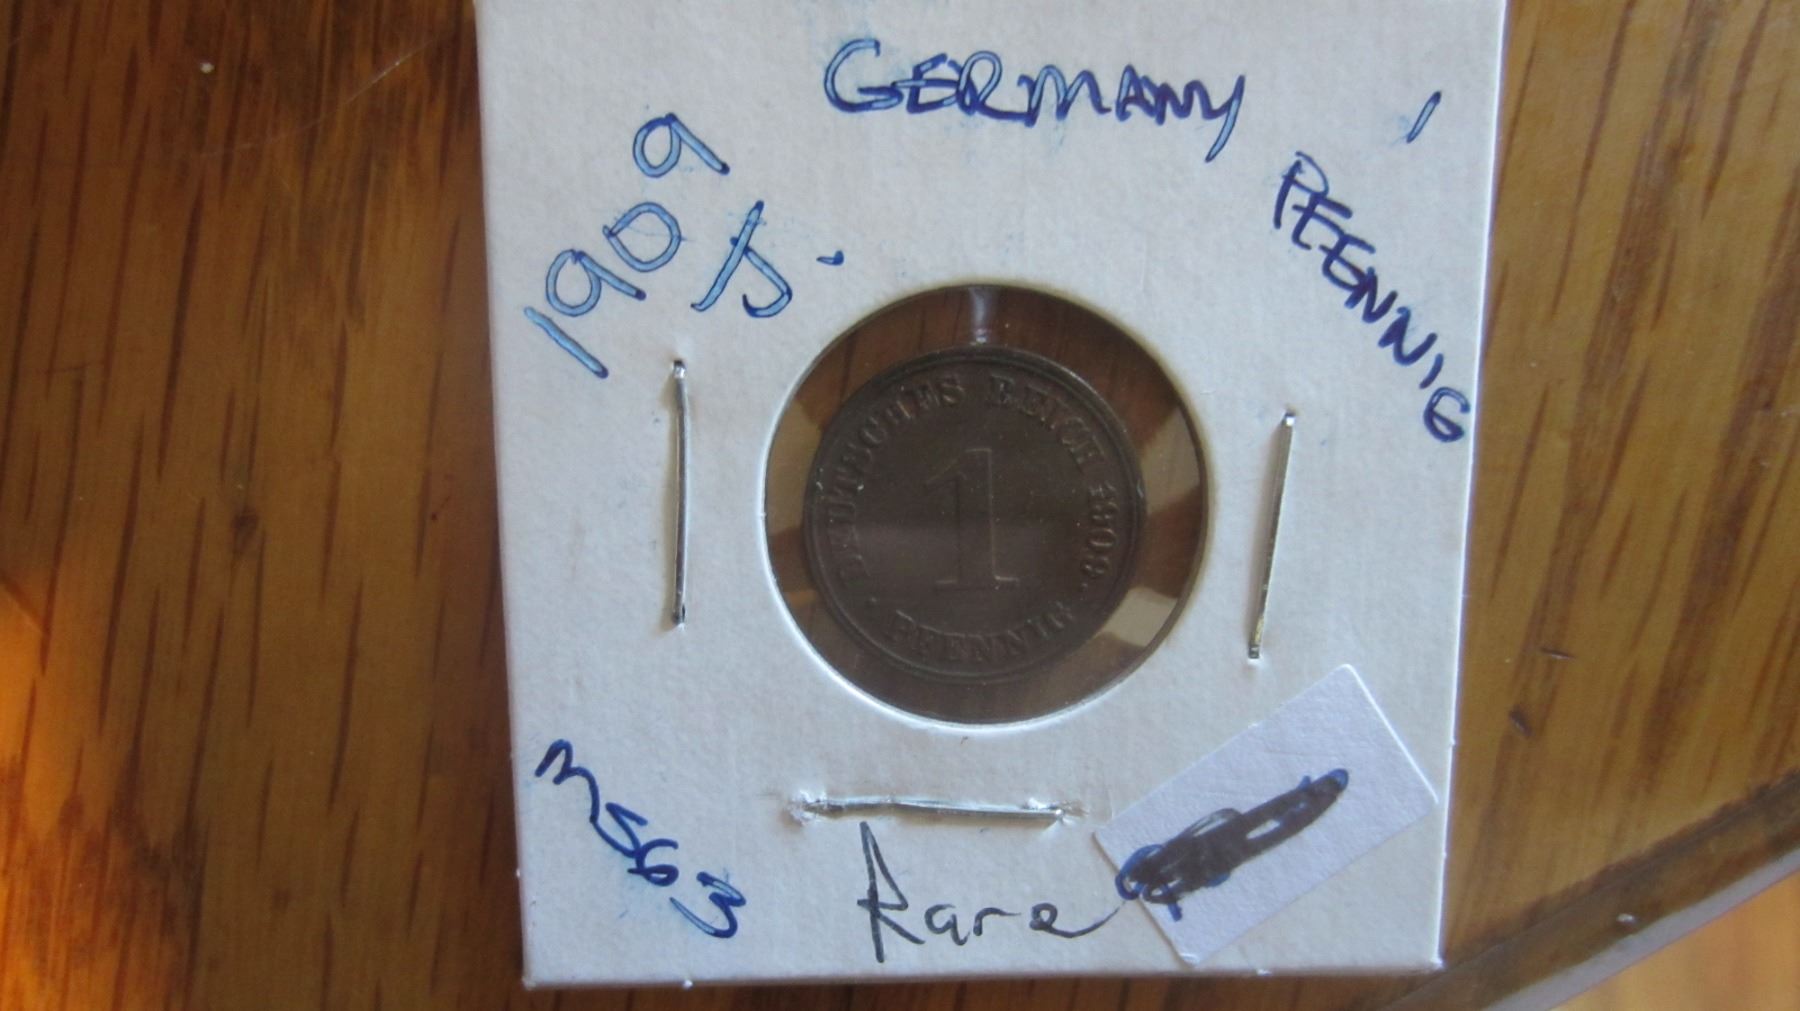 GERMANY
1
PFENNIG
1909
J.
DEUTSCHES REICH 1909.
1
PFENNIG
MS63
Rare